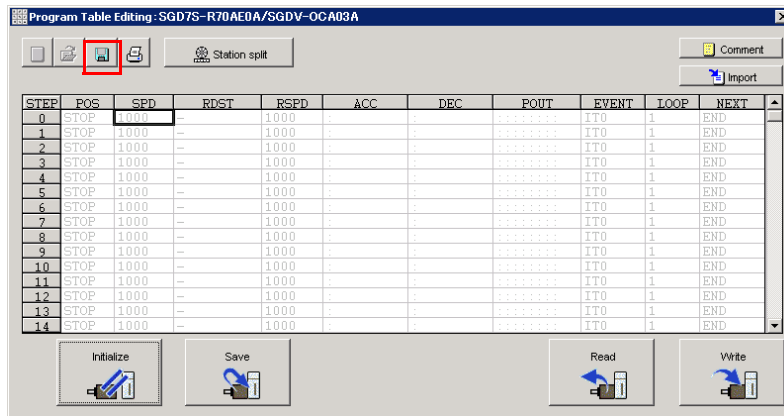 Program Table Editing : SGD7S-R70AE0A/SGDV-OCA03A
Station split
Comment
Import
STEP POS SPD RDST RSPD ACC DEC POUT EVENT LOOP NEXT
0 STOP 1000 – 1000 : : :::::::: IT0 1 END
1 STOP 1000 – 1000 : : :::::::: IT0 1 END
2 STOP 1000 – 1000 : : :::::::: IT0 1 END
3 STOP 1000 – 1000 : : :::::::: IT0 1 END
4 STOP 1000 – 1000 : : :::::::: IT0 1 END
5 STOP 1000 – 1000 : : :::::::: IT0 1 END
6 STOP 1000 – 1000 : : :::::::: IT0 1 END
7 STOP 1000 – 1000 : : :::::::: IT0 1 END
8 STOP 1000 – 1000 : : :::::::: IT0 1 END
9 STOP 1000 – 1000 : : :::::::: IT0 1 END
10 STOP 1000 – 1000 : : :::::::: IT0 1 END
11 STOP 1000 – 1000 : : :::::::: IT0 1 END
12 STOP 1000 – 1000 : : :::::::: IT0 1 END
13 STOP 1000 – 1000 : : :::::::: IT0 1 END
14 STOP 1000 – 1000 : : :::::::: IT0 1 END
Initialize Save Read Write